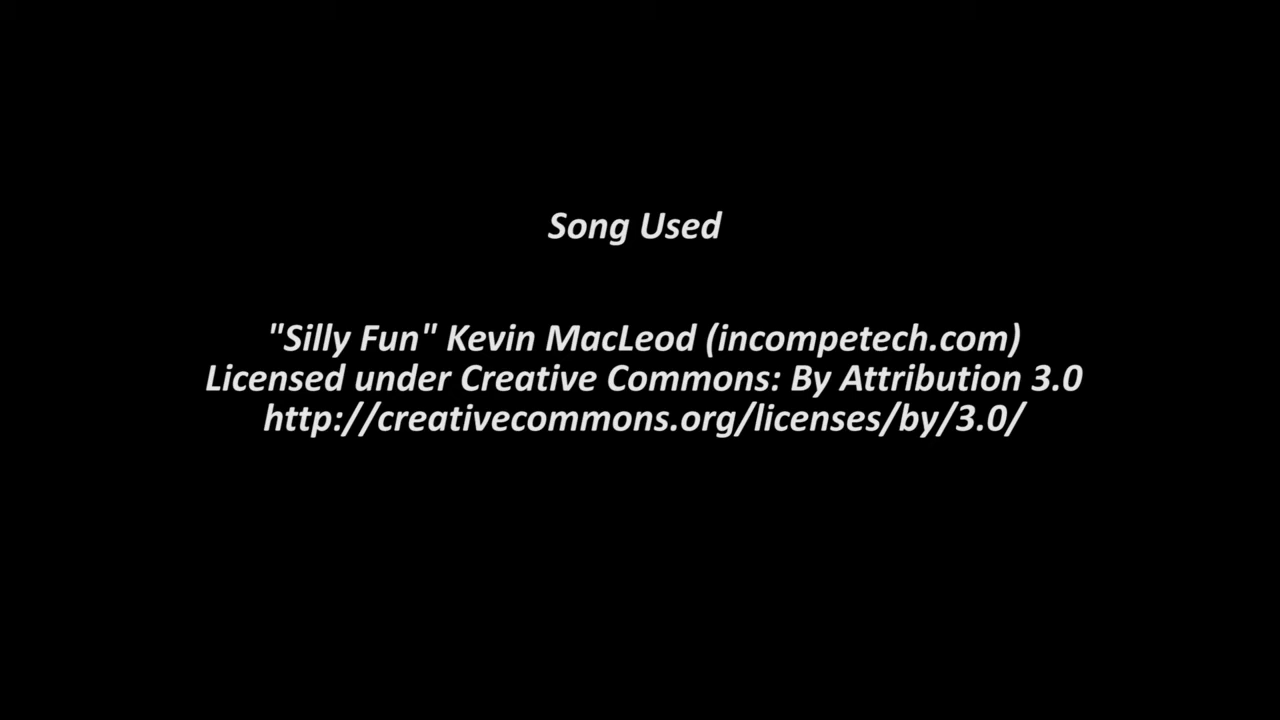 Song Used
"Silly Fun" Kevin MacLeod (incompetech.com)
Licensed under Creative Commons: By Attribution 3.0
http://creativecommons.org/licenses/by/3.0/